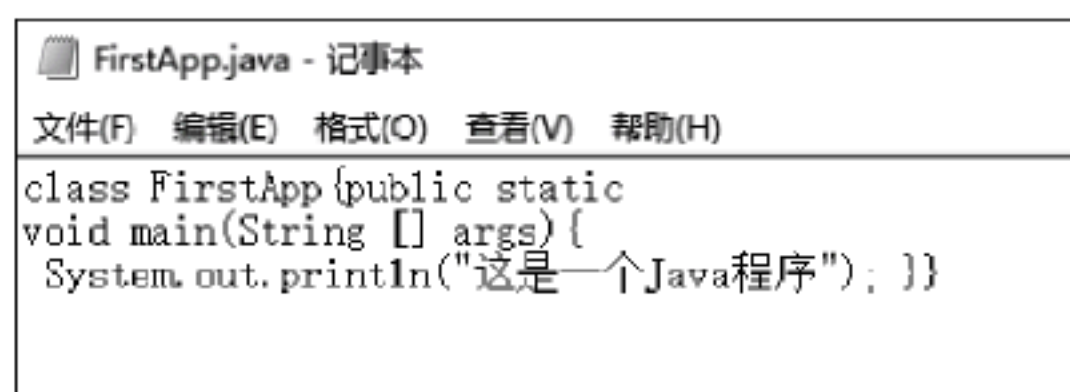 FirstApp.java - 记事本
文件(F) 编辑(E) 格式(O) 查看(V) 帮助(H)
class FirstApp{public static
void main(String [] args){
System.out.println("这是一个Java程序"); }}